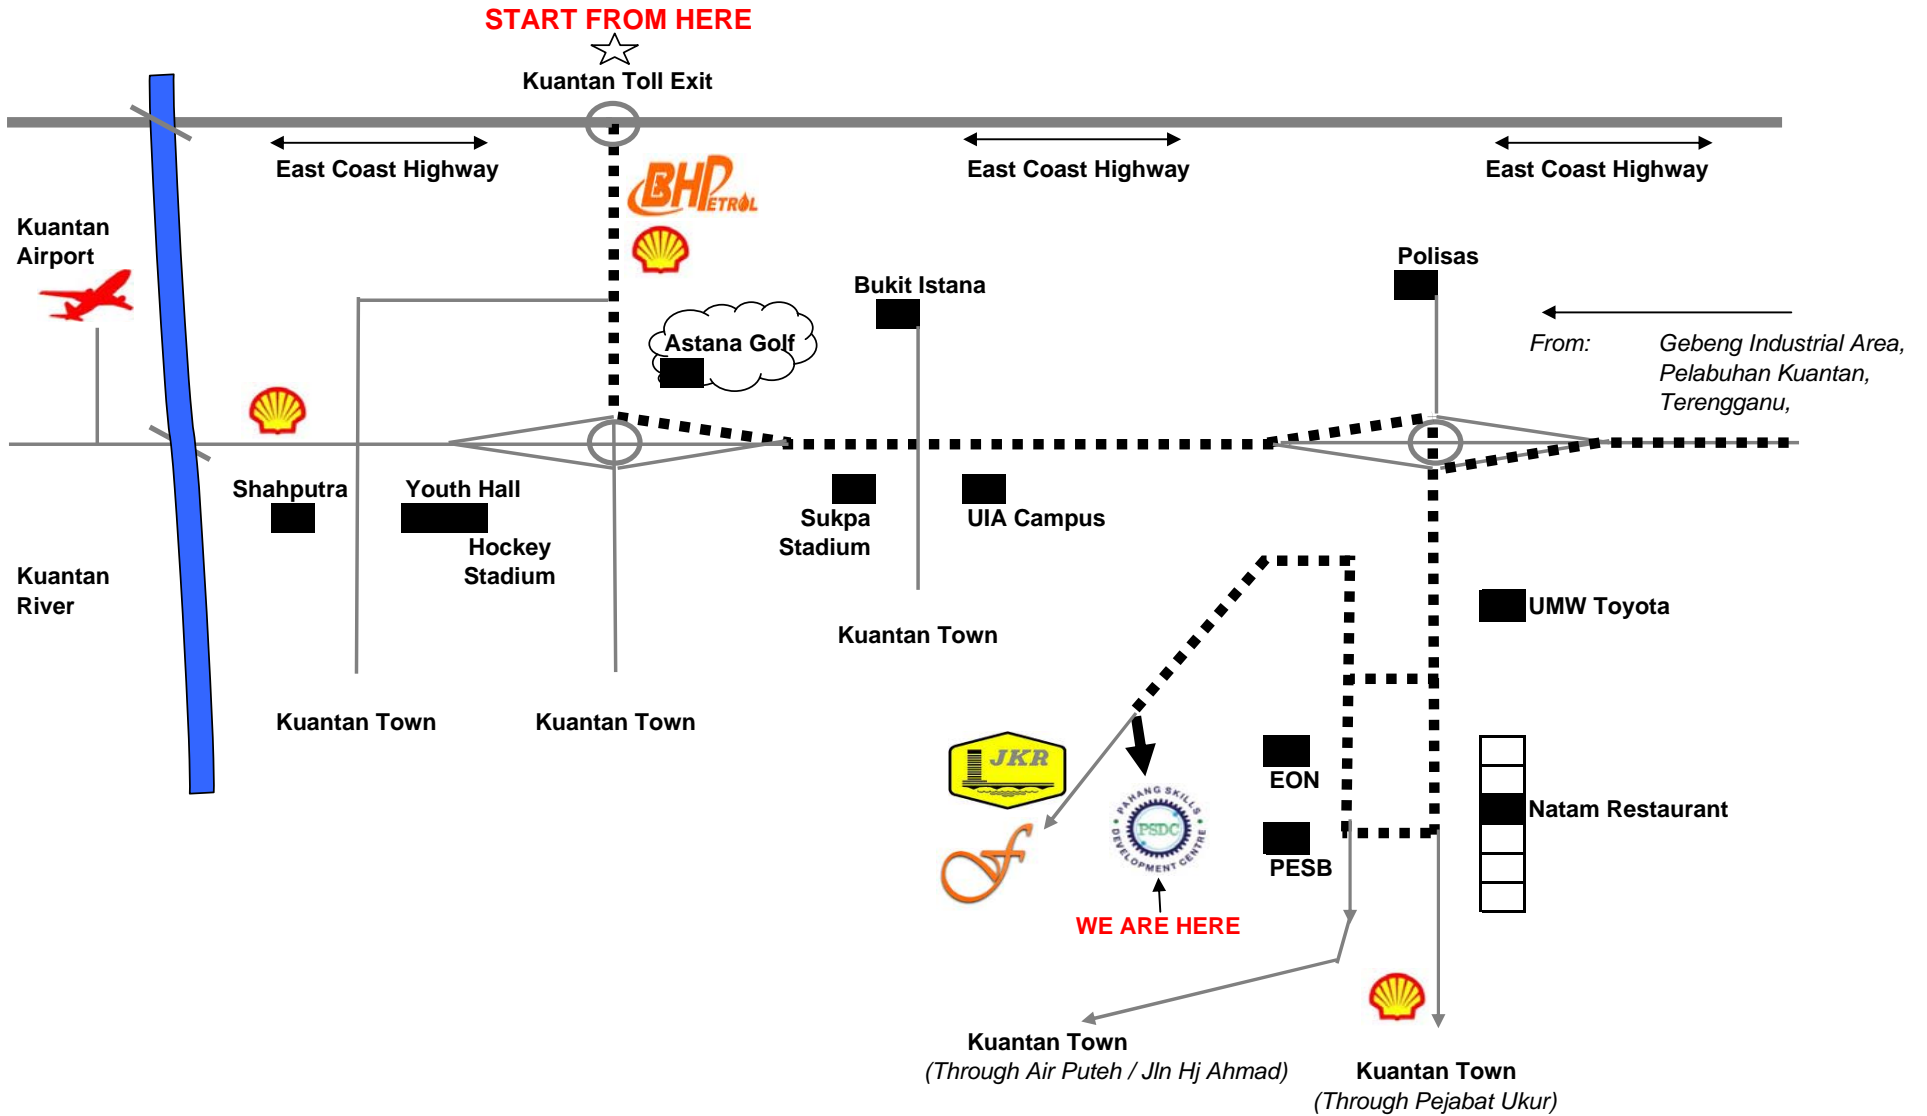 START FROM HERE
Kuantan Toll Exit
East Coast Highway
East Coast Highway
East Coast Highway
BHPETROL
Kuantan
Airport
Bukit Istana
Polisas
Astana Golf
From:
Gebeng Industrial Area,
Pelabuhan Kuantan,
Terengganu,
Shahputra
Youth Hall
Hockey
Stadium
Sukpa
Stadium
UIA Campus
Kuantan
River
UMW Toyota
Kuantan Town
Kuantan Town
Kuantan Town
JKR
EON
PAHANG SKILLS
PSDC
DEVELOPMENT CENTRE
Natam Restaurant
PESB
WE ARE HERE
Kuantan Town
(Through Air Puteh / Jln Hj Ahmad)
Kuantan Town
(Through Pejabat Ukur)